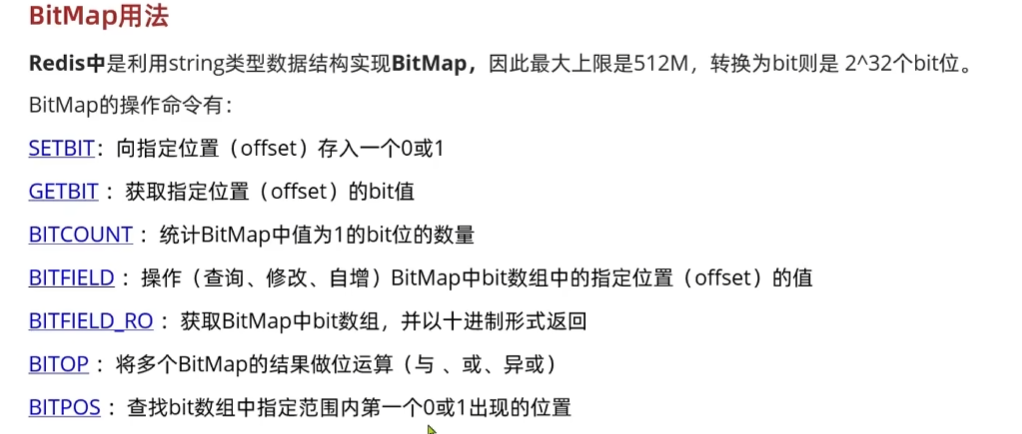 BitMap用法
Redis中是利用string类型数据结构实现BitMap，因此最大上限是512M，转换为bit则是 2^32个bit位。
BitMap的操作命令有：
SETBIT：向指定位置（offset）存入一个0或1
GETBIT ：获取指定位置（offset）的bit值
BITCOUNT ：统计BitMap中值为1的bit位的数量
BITFIELD ：操作（查询、修改、自增）BitMap中bit数组中的指定位置（offset）的值
BITFIELD_RO ：获取BitMap中bit数组，并以十进制形式返回
BITOP ：将多个BitMap的结果做位运算（与 、或、异或）
BITPOS ：查找bit数组中指定范围内第一个0或1出现的位置